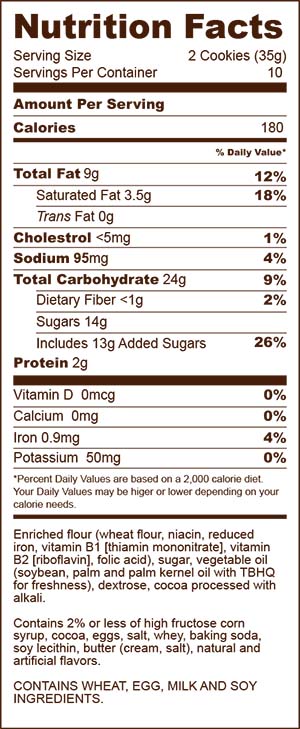 Nutrition Facts
Serving Size 2 Cookies (35g)
Servings Per Container 10
Amount Per Serving
Calories 180
% Daily Value*
Total Fat 9g 12%
Saturated Fat 3.5g 18%
Trans Fat 0g
Cholestrol <5mg 1%
Sodium 95mg 4%
Total Carbohydrate 24g 9%
Dietary Fiber <1g 2%
Sugars 14g
Includes 13g Added Sugars 26%
Protein 2g
Vitamin D 0mcg 0%
Calcium 0mg 0%
Iron 0.9mg 4%
Potassium 50mg 0%
*Percent Daily Values are based on a 2,000 calorie diet.
Your Daily Values may be higer or lower depending on your
calorie needs.
Enriched flour (wheat flour, niacin, reduced
iron, vitamin B1 [thiamin mononitrate], vitamin
B2 [riboflavin], folic acid), sugar, vegetable oil
(soybean, palm and palm kernel oil with TBHQ
for freshness), dextrose, cocoa processed with
alkali.
Contains 2% or less of high fructose corn
syrup, cocoa, eggs, salt, whey, baking soda,
soy lecithin, butter (cream, salt), natural and
artificial flavors.
CONTAINS WHEAT, EGG, MILK AND SOY
INGREDIENTS.